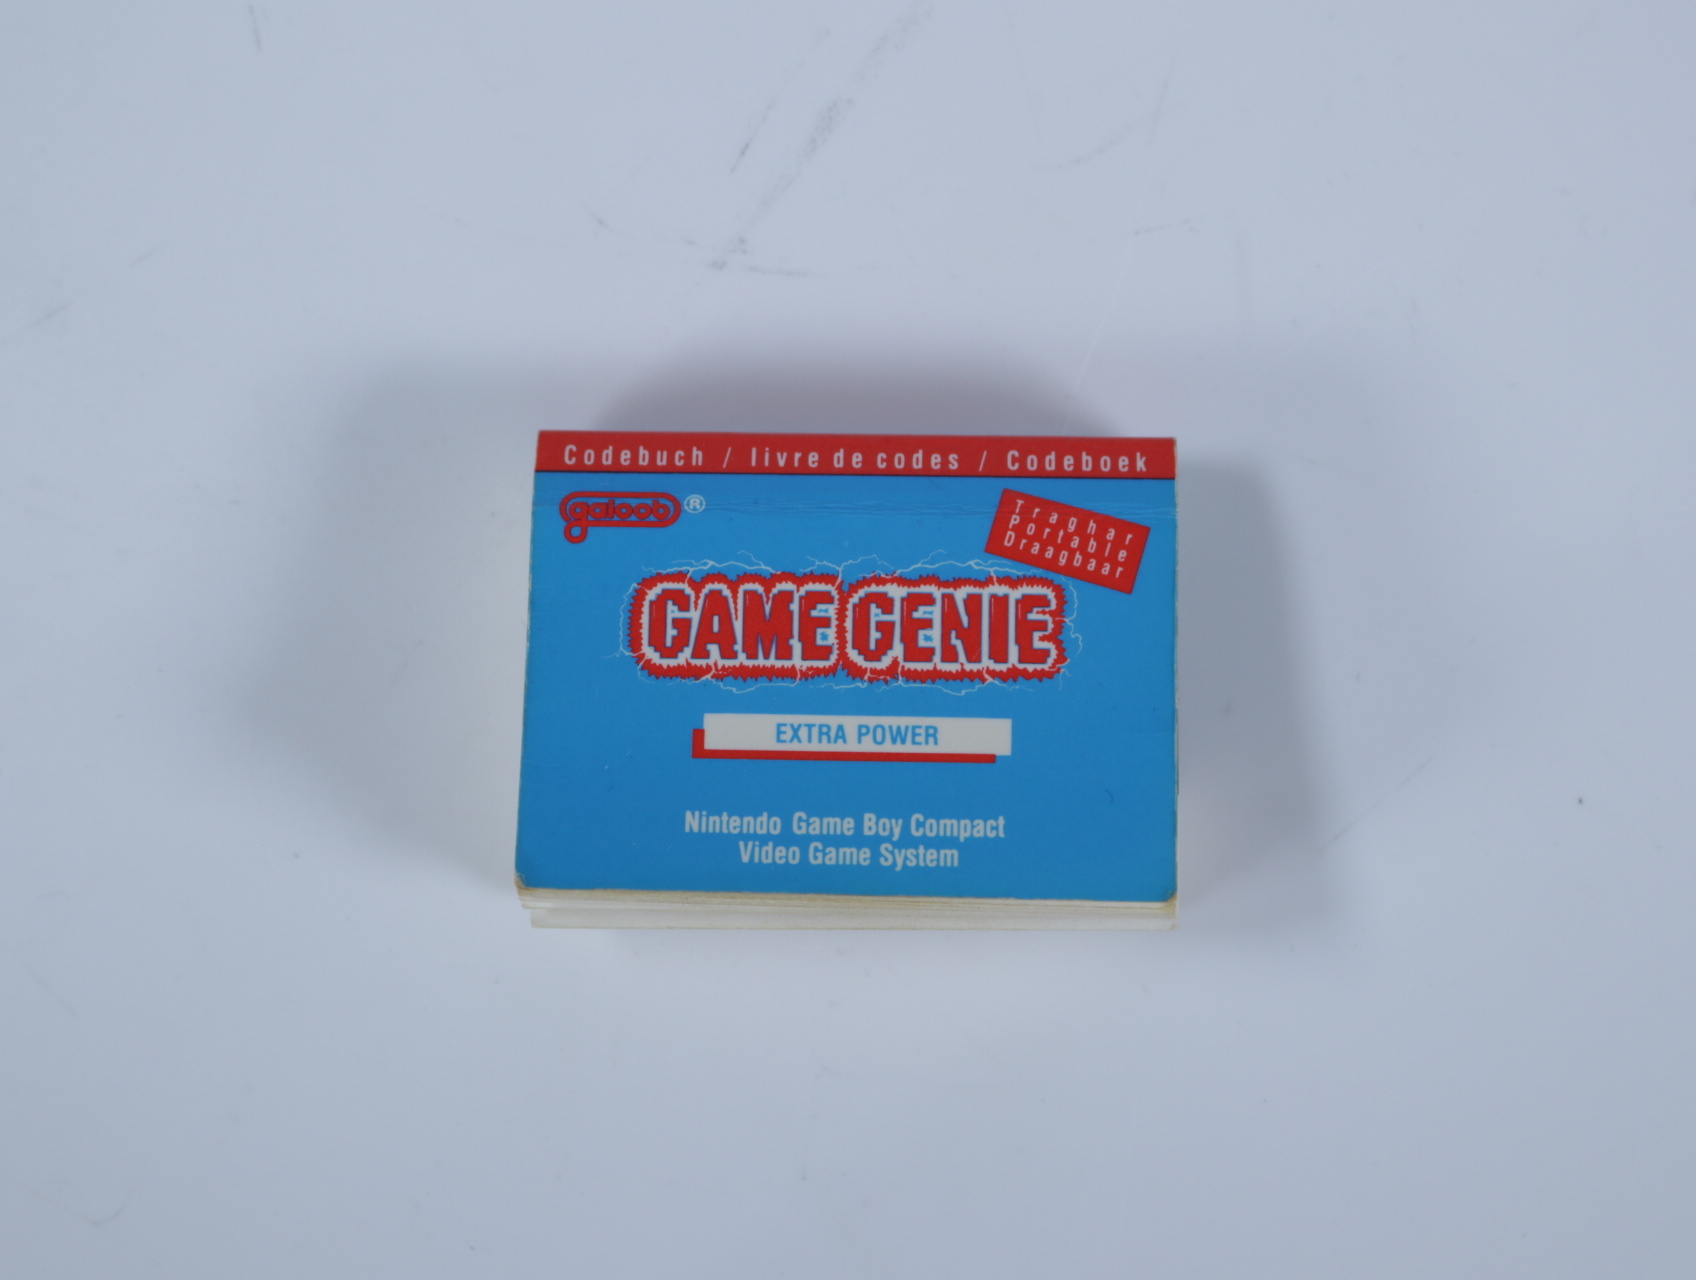 Codebuch / livre de codes / Codeboek
galoob ®
Traghar
Portable
Draagbaar
GAME GENIE
EXTRA POWER
Nintendo Game Boy Compact
Video Game System